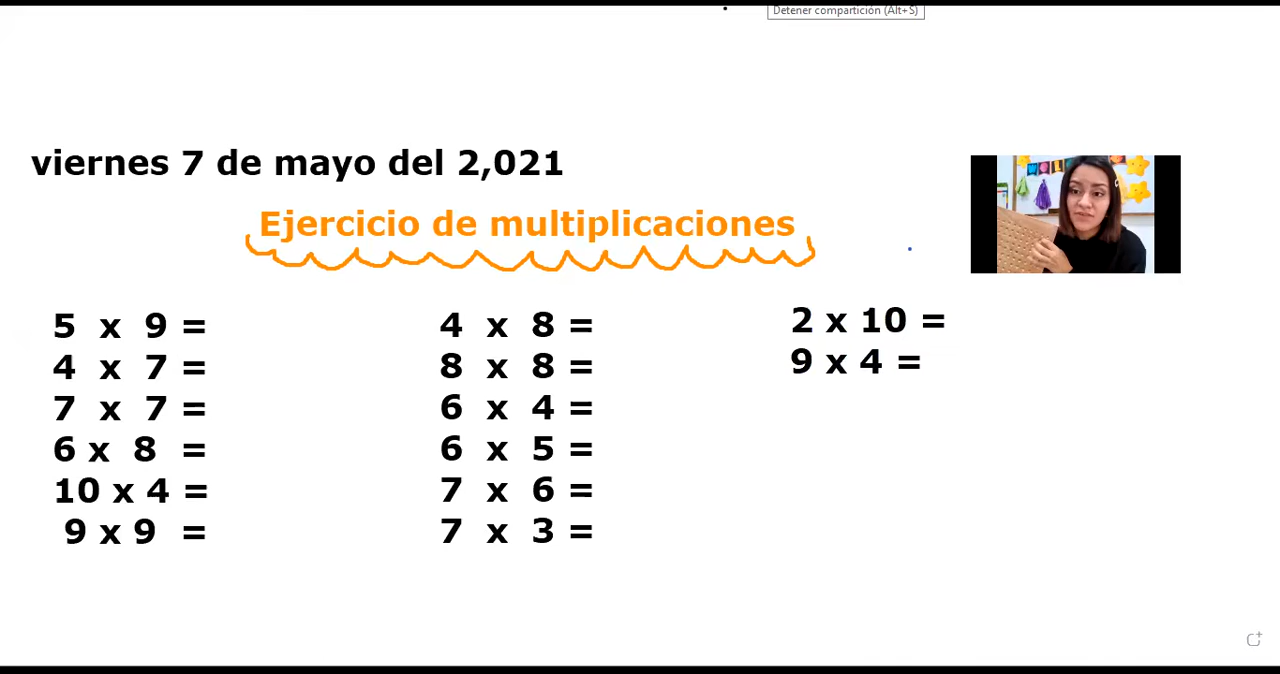 Detener compartición (Alt+S)
viernes 7 de mayo del 2,021
Ejercicio de multiplicaciones
5 x 9 =
4 x 7 =
7 x 7 =
6 x 8 =
10 x 4 =
9 x 9 =
4 x 8 =
8 x 8 =
6 x 4 =
6 x 5 =
7 x 6 =
7 x 3 =
2 x 10 =
9 x 4 =